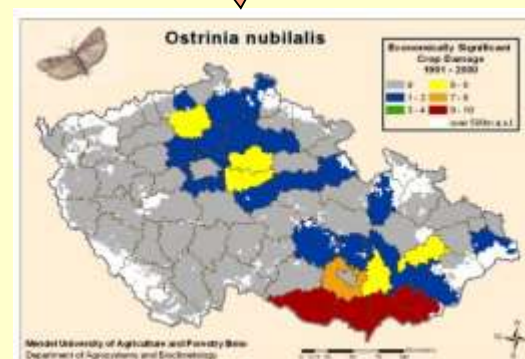 Ostrinia nubilalis
Economically Significant
Crop Damage
1991 - 2000
0
1 - 2
3 - 4
5 - 6
7 - 8
9 - 10
Mendel University of Agriculture and Forestry Brno
Department of Agrosystems and Bioclimatology